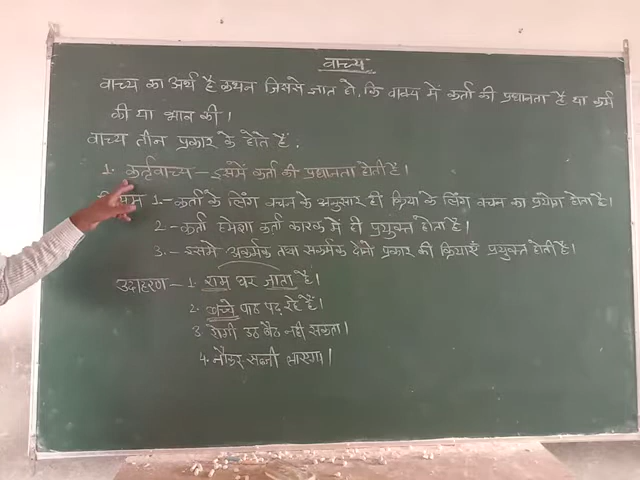 वाच्य
वाच्य का अर्थ है कथन जिससे ज्ञात हो, कि वाक्य में कर्ता की प्रधानता है या कर्म
की या भाव की।
वाच्य तीन प्रकार के होते हैं:
1. कर्तृवाच्य – इसमें कर्ता की प्रधानता होती है।
1 – कर्ता के लिंग वचन के अनुसार ही क्रिया के लिंग वचन का प्रयोग होता है।
2 – कर्ता हमेशा कर्ता कारक में ही प्रयुक्त होता है।
3. – इसमें अकर्मक तथा सकर्मक दोनों प्रकार की क्रियाएँ प्रयुक्त होती हैं।
उदाहरण – 1. राम घर जाता है।
2. बच्चे पाठ पढ़ रहे हैं।
3 रोगी उठ बैठ नही सकता।
4. नौकर सब्जी लाएगा।